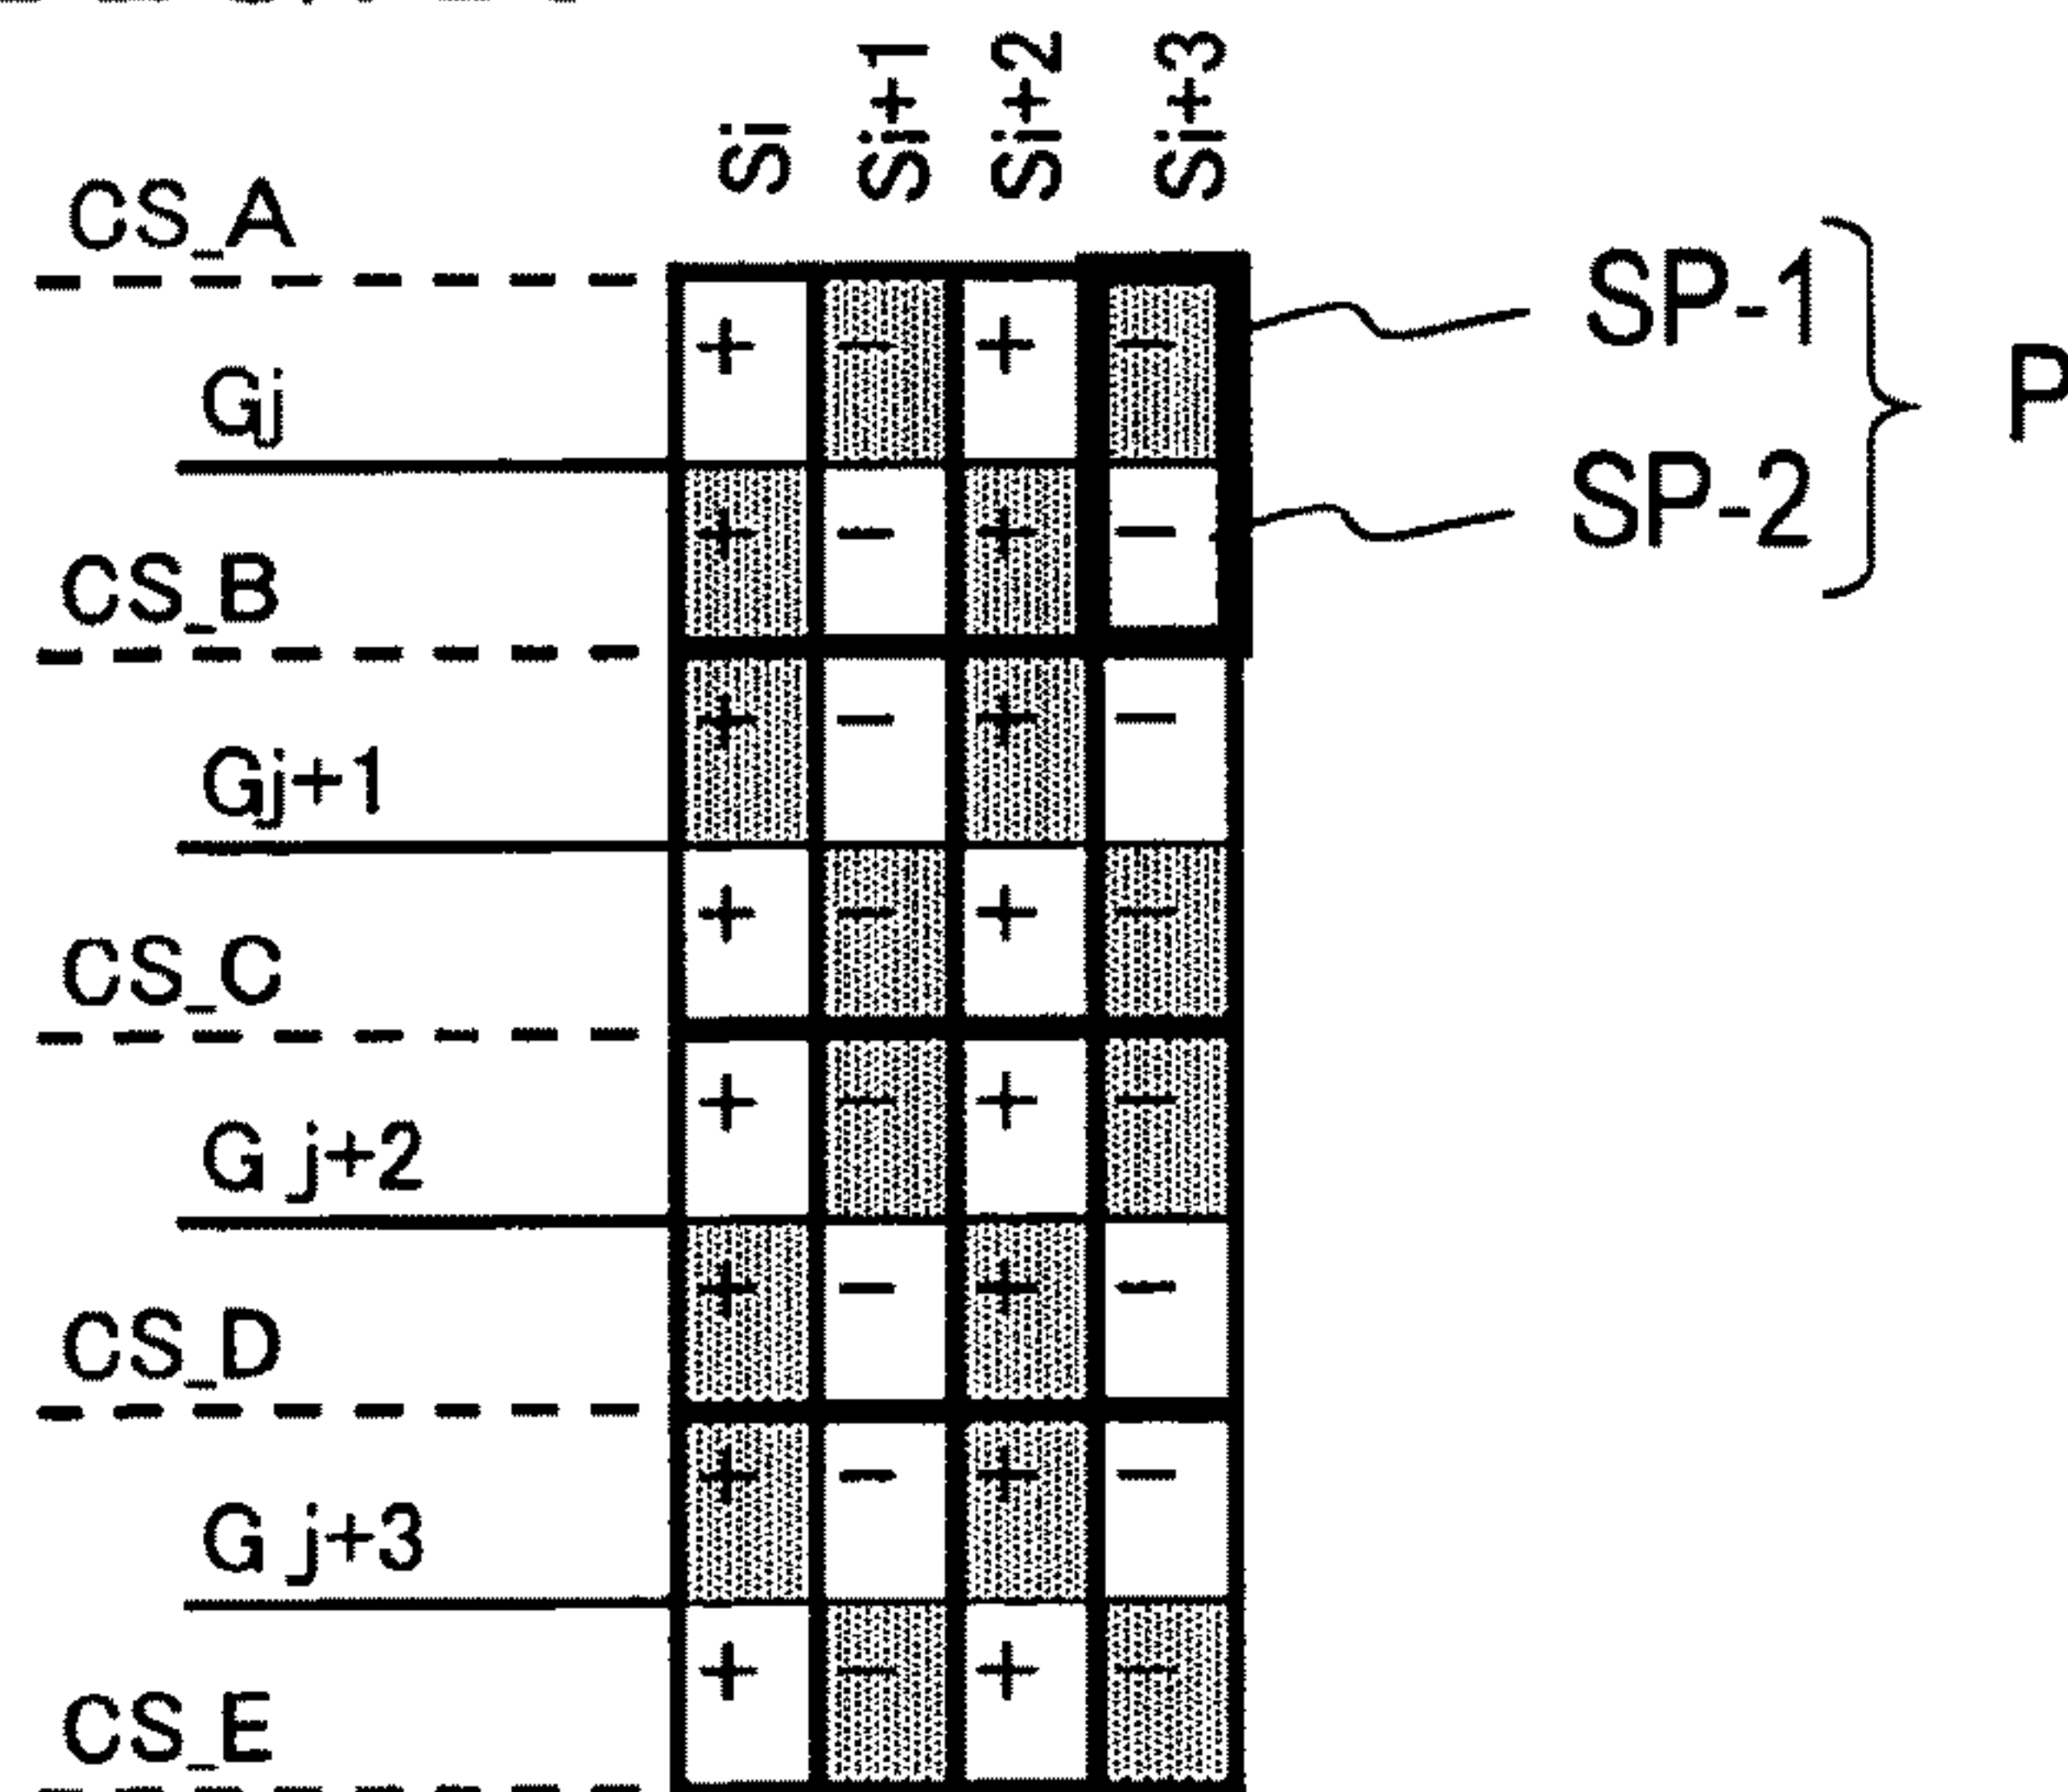 Si Si+1 Si+2 Si+3
CS_A
SP-1
P
Gj
+ − + −
SP-2
+ − + −
CS_B
+ − + −
Gj+1
+ − + −
CS_C
+ − + −
G j+2
+ − + −
CS_D
+ − + −
G j+3
+ − + −
CS_E